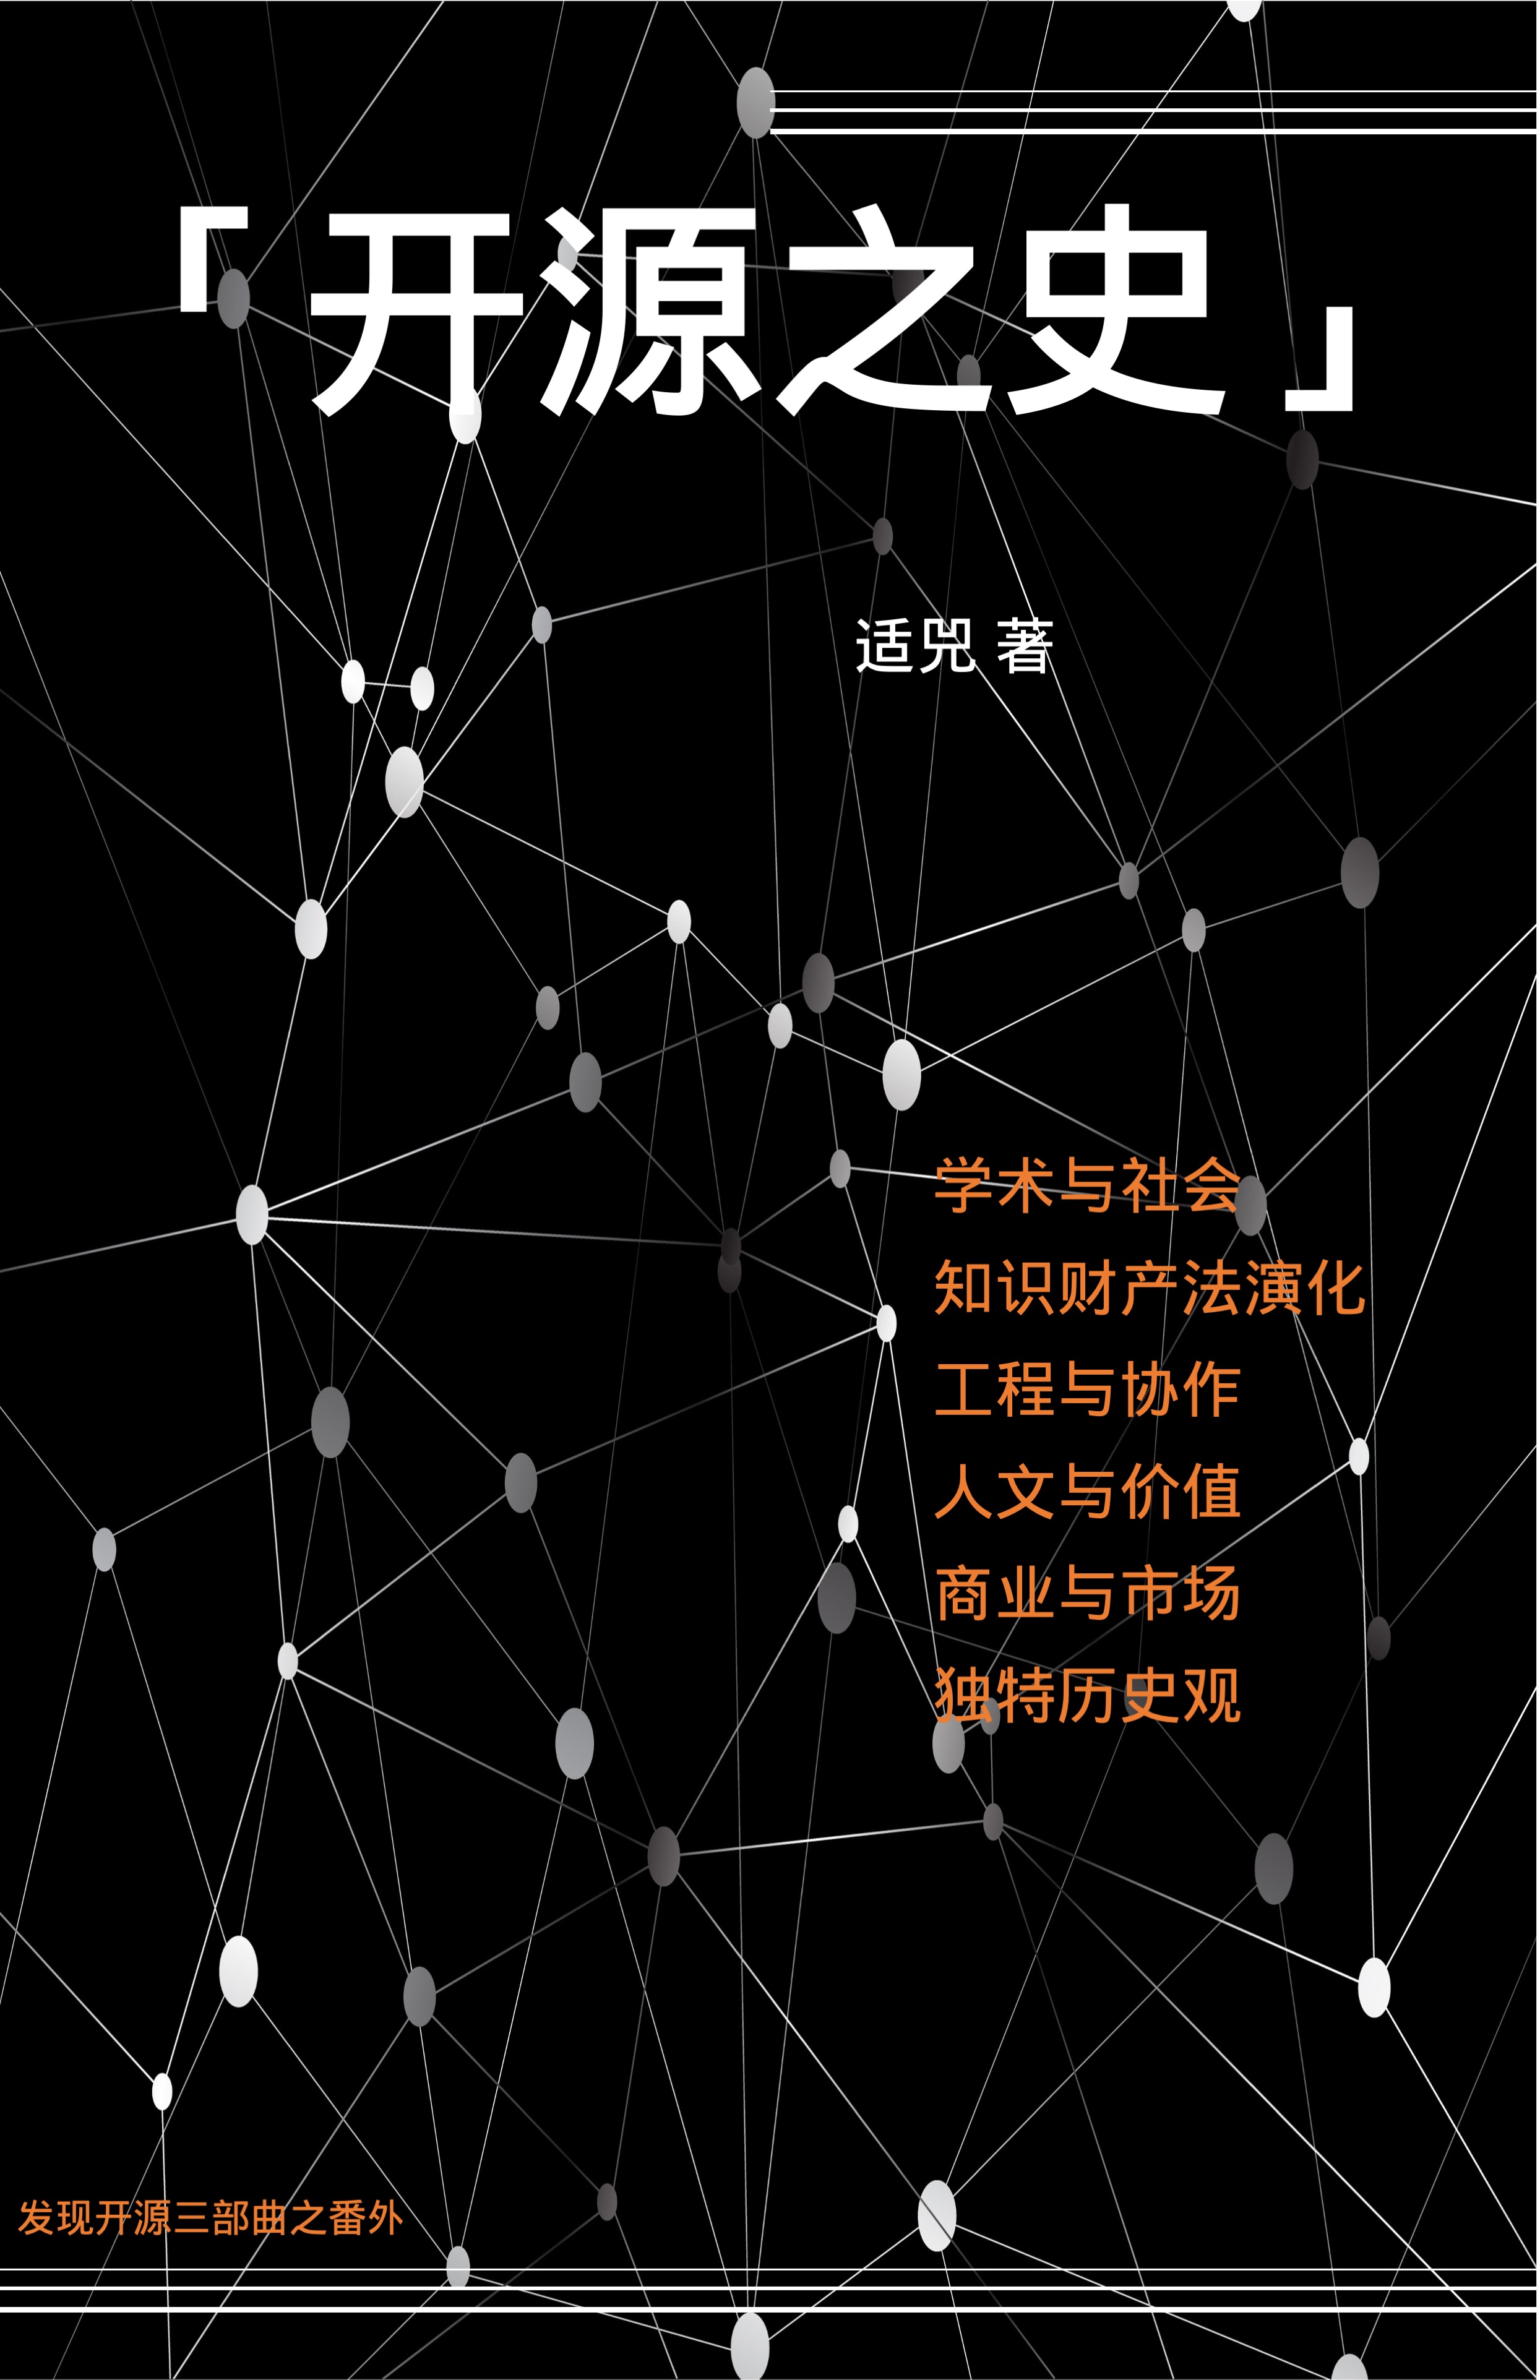 「开源之史」
适兕 著
学术与社会
知识财产法演化
工程与协作
人文与价值
商业与市场
独特历史观
发现开源三部曲之番外